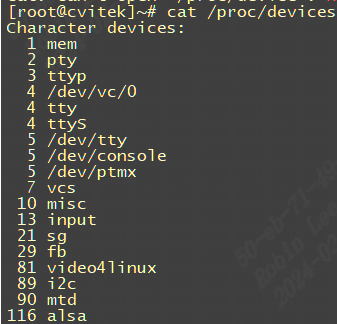 [root@cvitek]~# cat /proc/devices
Character devices:
1 mem
2 pty
3 ttyp
4 /dev/vc/0
4 tty
4 ttyS
5 /dev/tty
5 /dev/console
5 /dev/ptmx
7 vcs
10 misc
13 input
21 sg
29 fb
81 video4linux
89 i2c
90 mtd
116 alsa